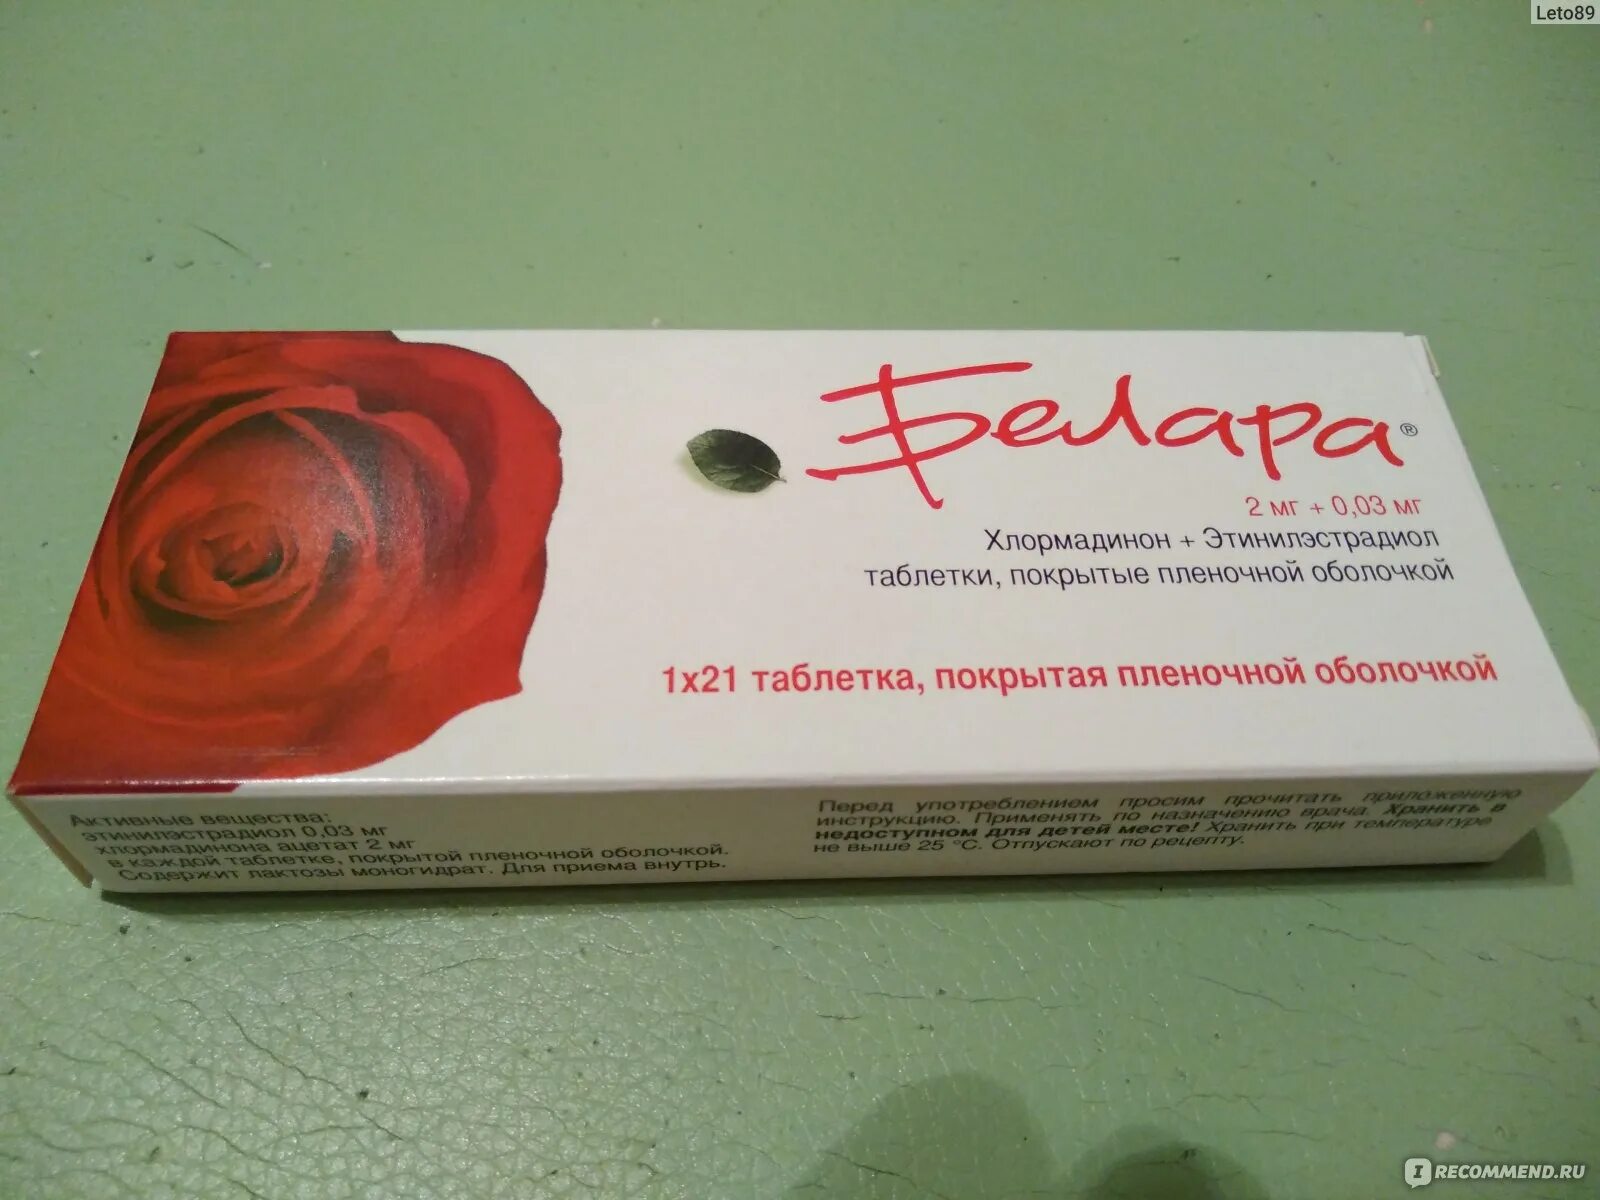 Leto89
Белара®
2 мг + 0,03 мг
Хлормадинон + Этинилэстрадиол
таблетки, покрытые пленочной оболочкой
1x21 таблетка, покрытая пленочной оболочкой
Активные вещества:
этинилэстрадиол 0,03 мг
хлормадинона ацетат 2 мг
в каждой таблетке, покрытой пленочной оболочкой.
Содержит лактозы моногидрат. Для приема внутрь.
Перед употреблением просим прочитать приложенную
инструкцию. Применять по назначению врача. Хранить в
недоступном для детей месте! Хранить при температуре
не выше 25 °C. Отпускают по рецепту.
IRECOMMEND.RU